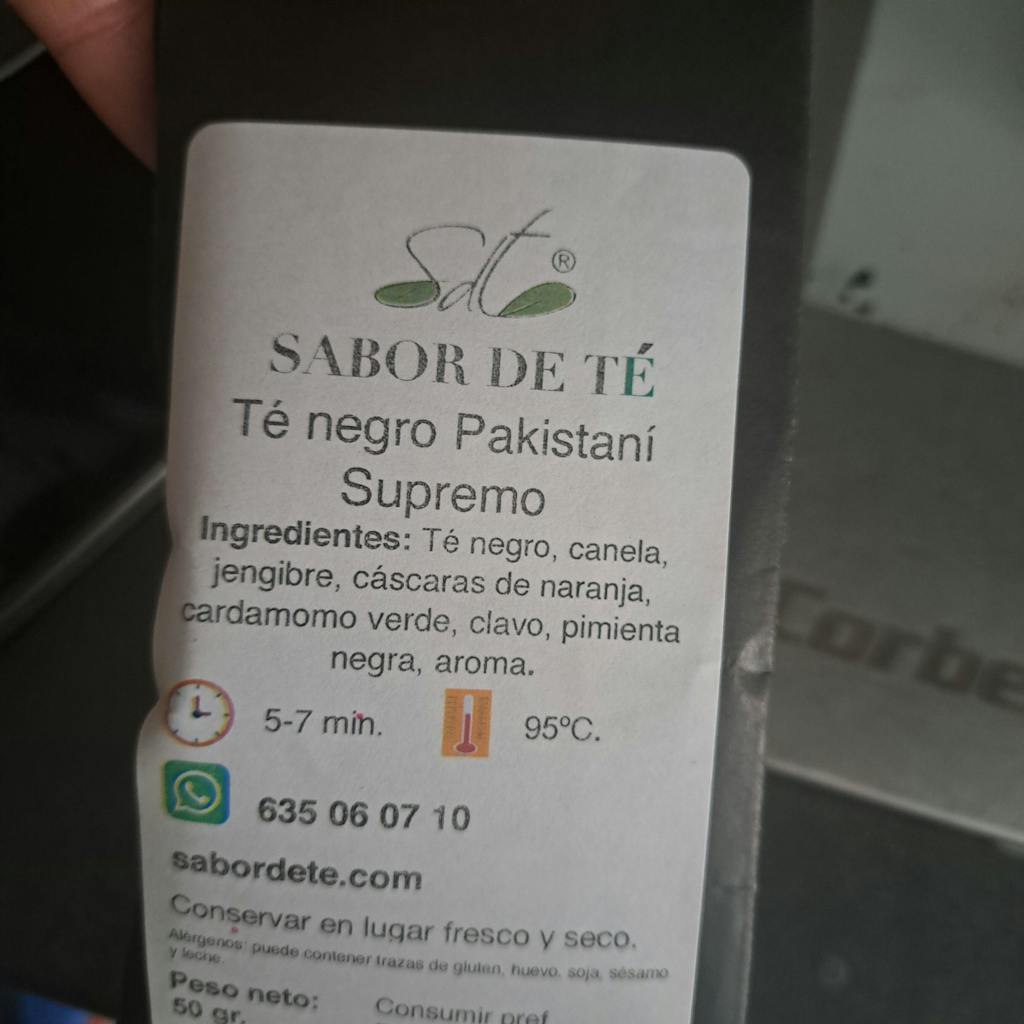 Sdt®
SABOR DE TÉ
Té negro Pakistaní
Supremo
Ingredientes: Té negro, canela,
jengibre, cáscaras de naranja,
cardamomo verde, clavo, pimienta
negra, aroma.
5-7 min. 95ºC.
635 06 07 10
sabordete.com
Conservar en lugar fresco y seco.
Alérgenos: puede contener trazas de gluten, huevo, soja, sésamo
y leche.
Peso neto: Consumir pref.
50 gr.
Corbe